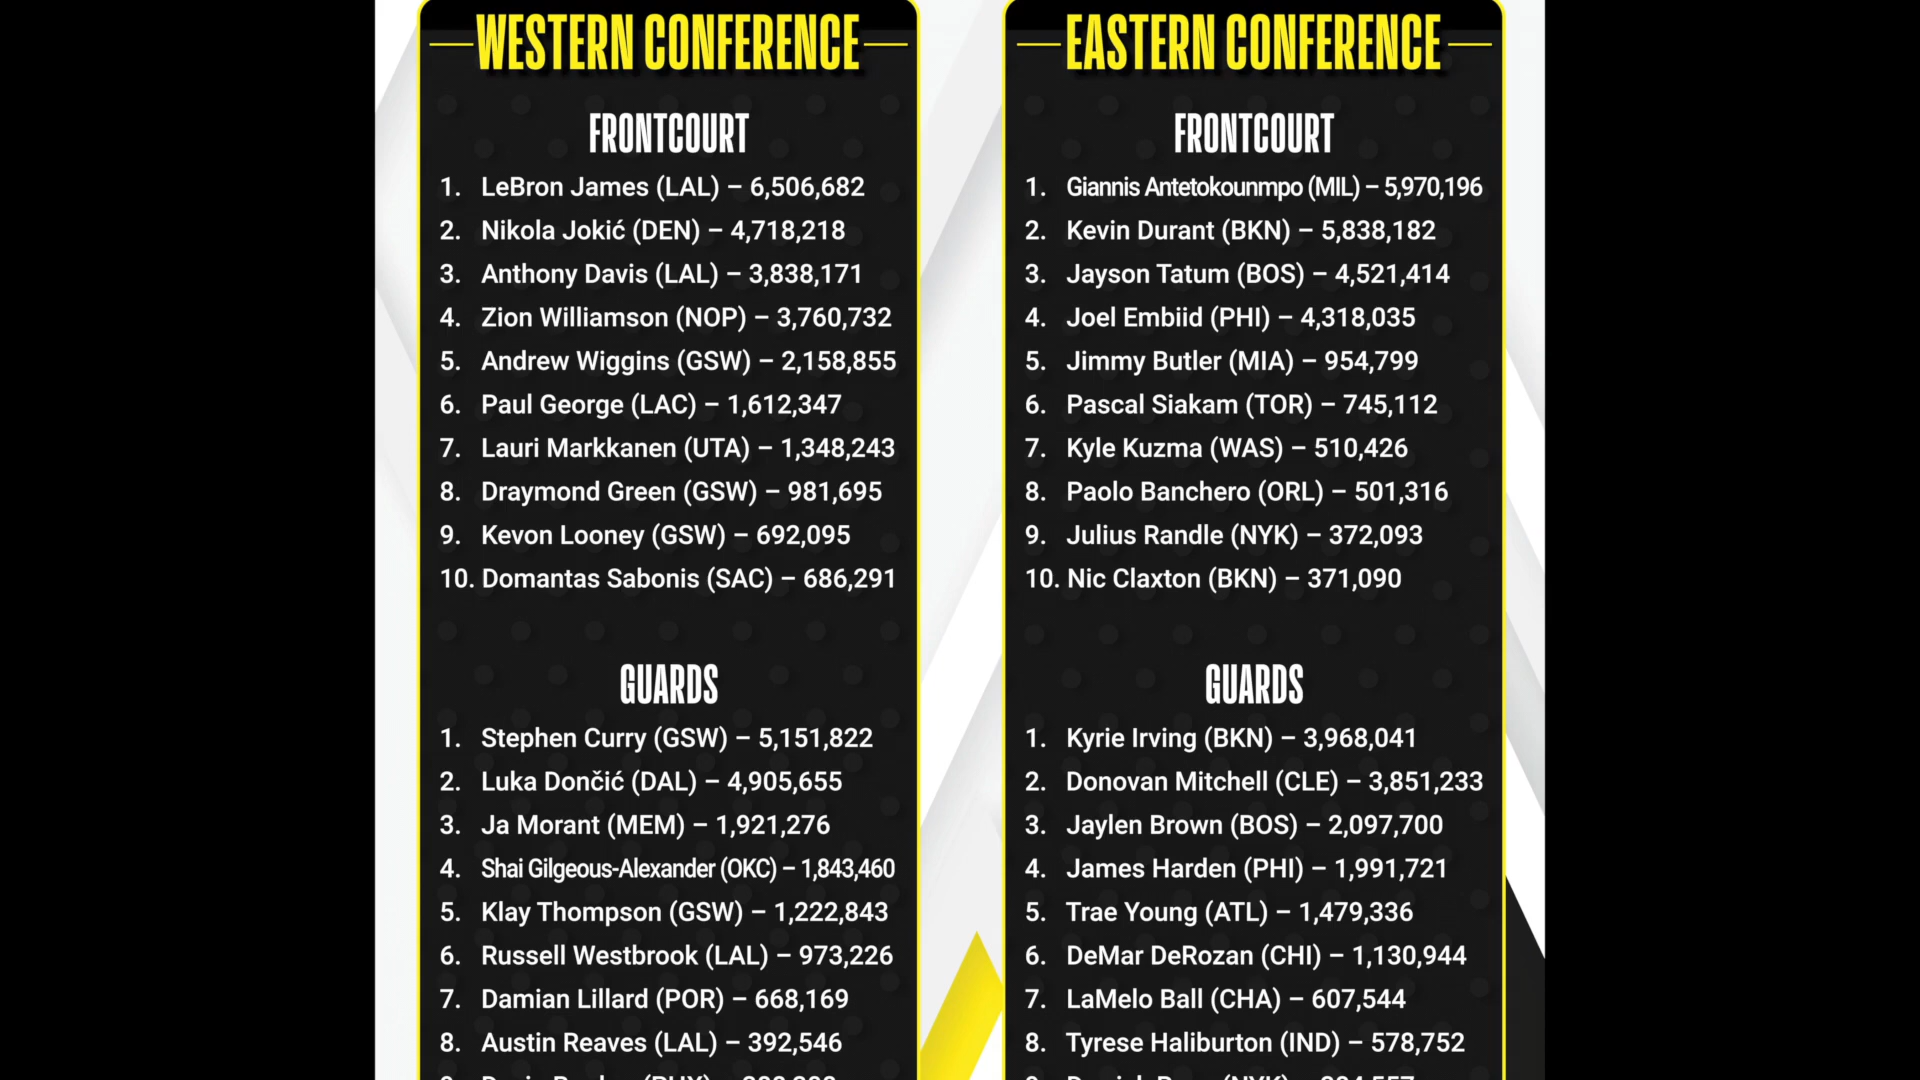 WESTERN CONFERENCE
FRONTCOURT
1. LeBron James (LAL) – 6,506,682
2. Nikola Jokić (DEN) – 4,718,218
3. Anthony Davis (LAL) – 3,838,171
4. Zion Williamson (NOP) – 3,760,732
5. Andrew Wiggins (GSW) – 2,158,855
6. Paul George (LAC) – 1,612,347
7. Lauri Markkanen (UTA) – 1,348,243
8. Draymond Green (GSW) – 981,695
9. Kevon Looney (GSW) – 692,095
10. Domantas Sabonis (SAC) – 686,291
GUARDS
1. Stephen Curry (GSW) – 5,151,822
2. Luka Dončić (DAL) – 4,905,655
3. Ja Morant (MEM) – 1,921,276
4. Shai Gilgeous-Alexander (OKC) – 1,843,460
5. Klay Thompson (GSW) – 1,222,843
6. Russell Westbrook (LAL) – 973,226
7. Damian Lillard (POR) – 668,169
8. Austin Reaves (LAL) – 392,546
EASTERN CONFERENCE
FRONTCOURT
1. Giannis Antetokounmpo (MIL) – 5,970,196
2. Kevin Durant (BKN) – 5,838,182
3. Jayson Tatum (BOS) – 4,521,414
4. Joel Embiid (PHI) – 4,318,035
5. Jimmy Butler (MIA) – 954,799
6. Pascal Siakam (TOR) – 745,112
7. Kyle Kuzma (WAS) – 510,426
8. Paolo Banchero (ORL) – 501,316
9. Julius Randle (NYK) – 372,093
10. Nic Claxton (BKN) – 371,090
GUARDS
1. Kyrie Irving (BKN) – 3,968,041
2. Donovan Mitchell (CLE) – 3,851,233
3. Jaylen Brown (BOS) – 2,097,700
4. James Harden (PHI) – 1,991,721
5. Trae Young (ATL) – 1,479,336
6. DeMar DeRozan (CHI) – 1,130,944
7. LaMelo Ball (CHA) – 607,544
8. Tyrese Haliburton (IND) – 578,752